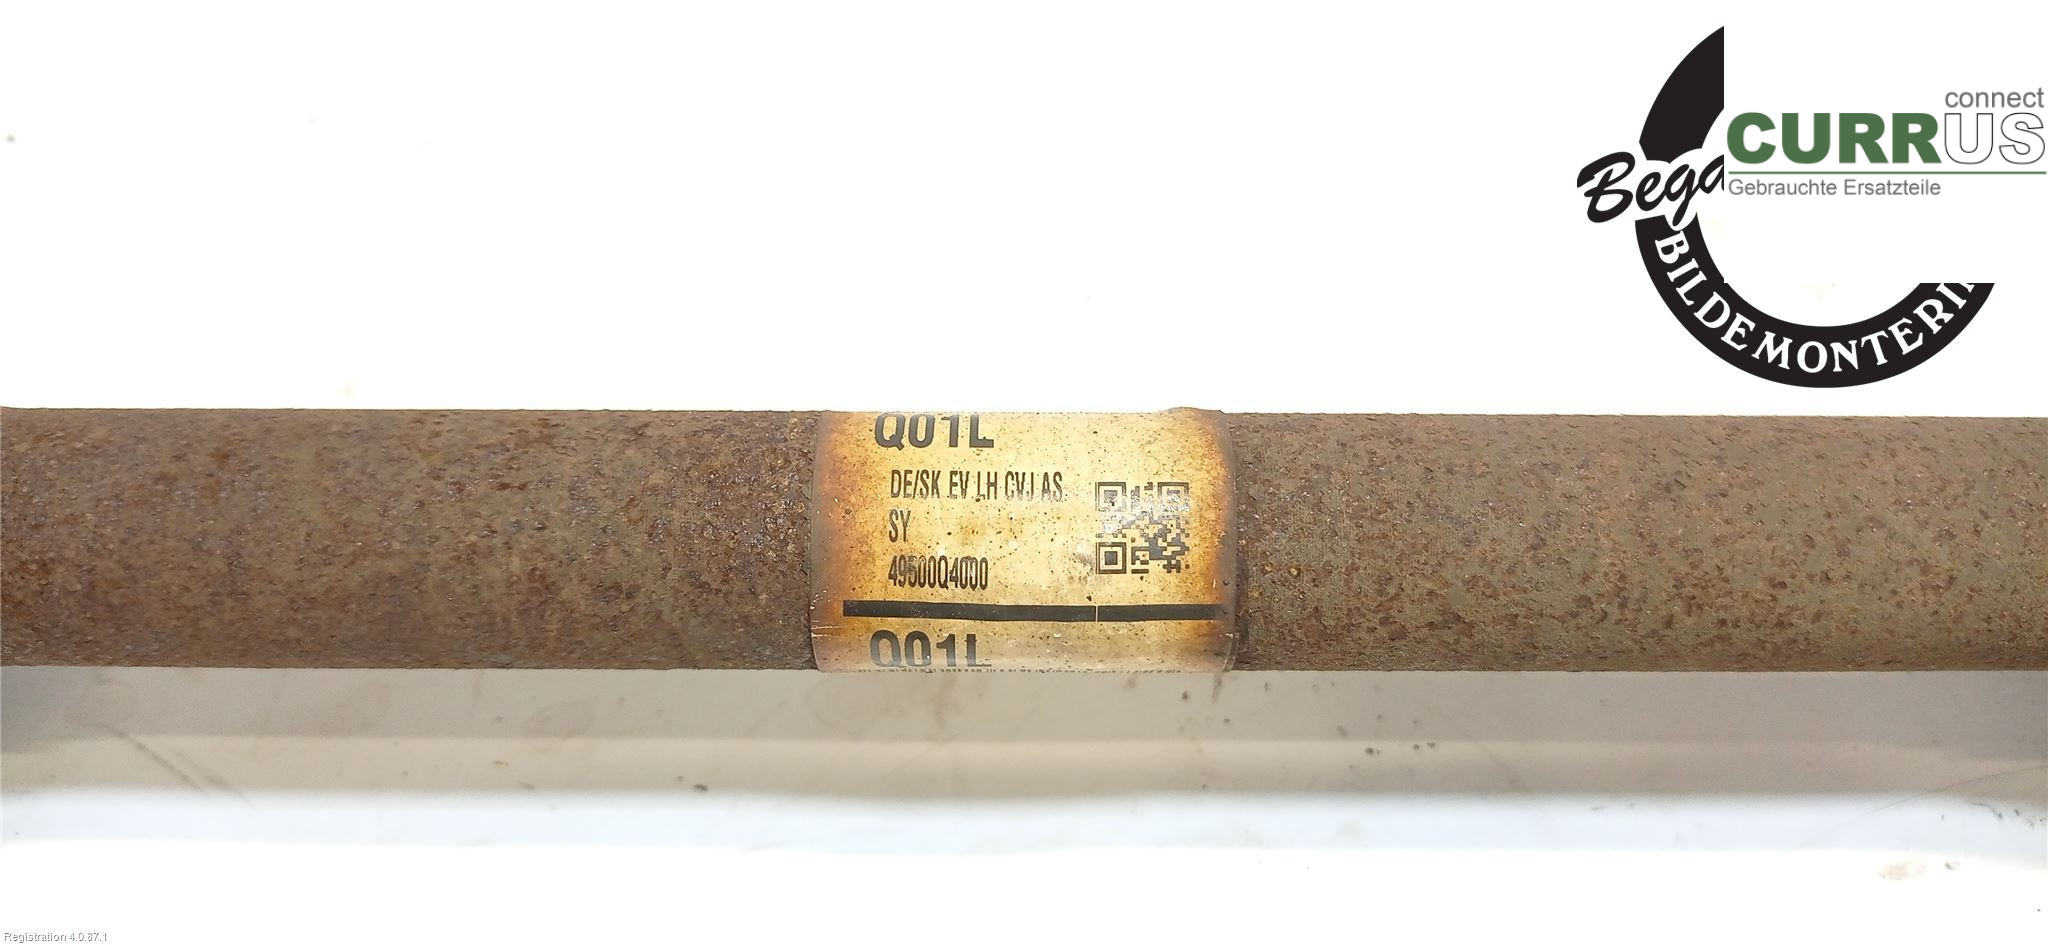 connect
CURRUS
Gebrauchte Ersatzteile
BILDEMONTERI
Q01L
DE/SK EV LH CVJ AS
SY
49500Q4000
Q01L
Registration 4.0.87.1